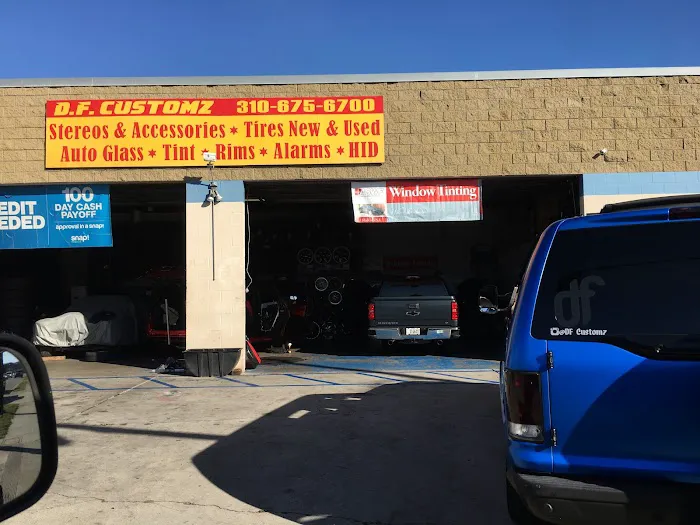 D.F. CUSTOMZ 310-675-6700
Stereos & Accessories * Tires New & Used
Auto Glass * Tint * Rims * Alarms * HID
EDIT
EDED
100
DAY CASH
PAYOFF
approval in a snap!
snap!
Window Tinting
df
@DF Customz